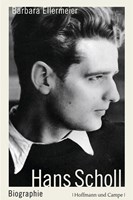 Barbara Ellermeier
Hans Scholl
Biographie
| Hoffmann und Campe |